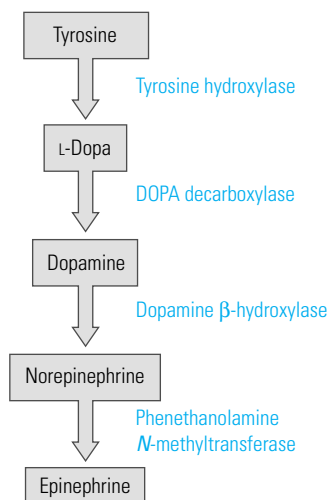 Tyrosine
Tyrosine hydroxylase
L-Dopa
DOPA decarboxylase
Dopamine
Dopamine β-hydroxylase
Norepinephrine
Phenethanolamine
N-methyltransferase
Epinephrine